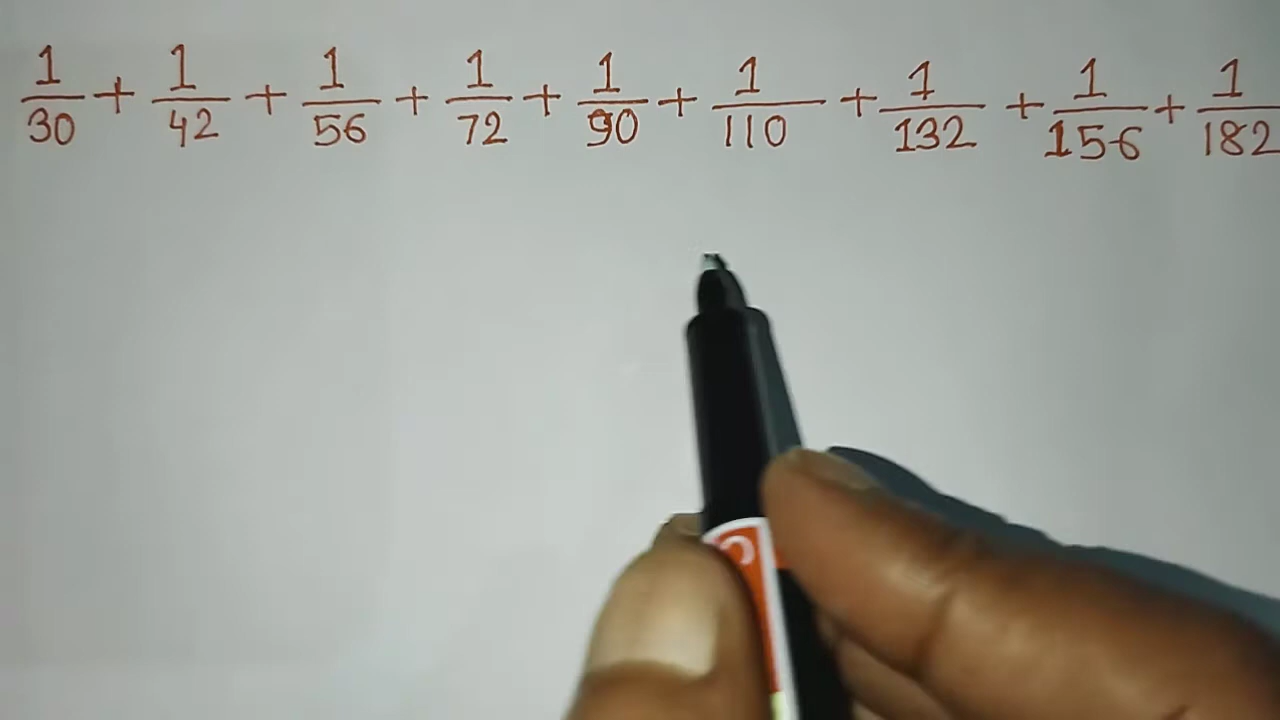 1/30 + 1/42 + 1/56 + 1/72 + 1/90 + 1/110 + 1/132 + 1/156 + 1/182